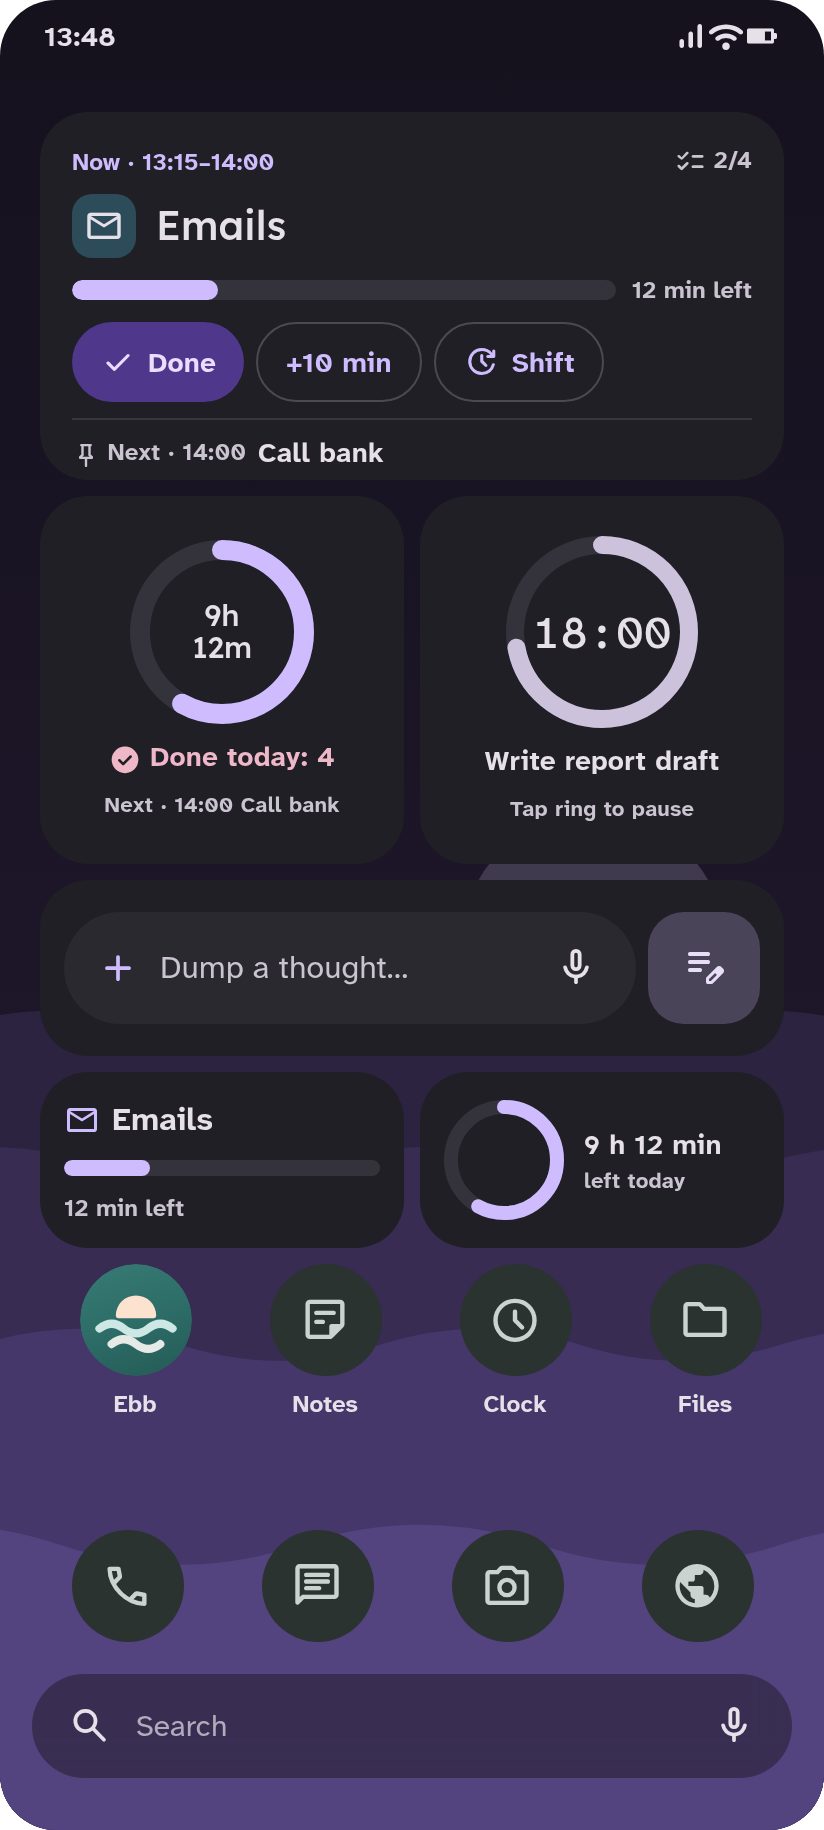 13:48
Now · 13:15–14:00
2/4
Emails
12 min left
Done
+10 min
Shift
Next · 14:00 Call bank
9h
12m
Done today: 4
Next · 14:00 Call bank
18:00
Write report draft
Tap ring to pause
Dump a thought...
Emails
12 min left
9 h 12 min
left today
Ebb
Notes
Clock
Files
Search